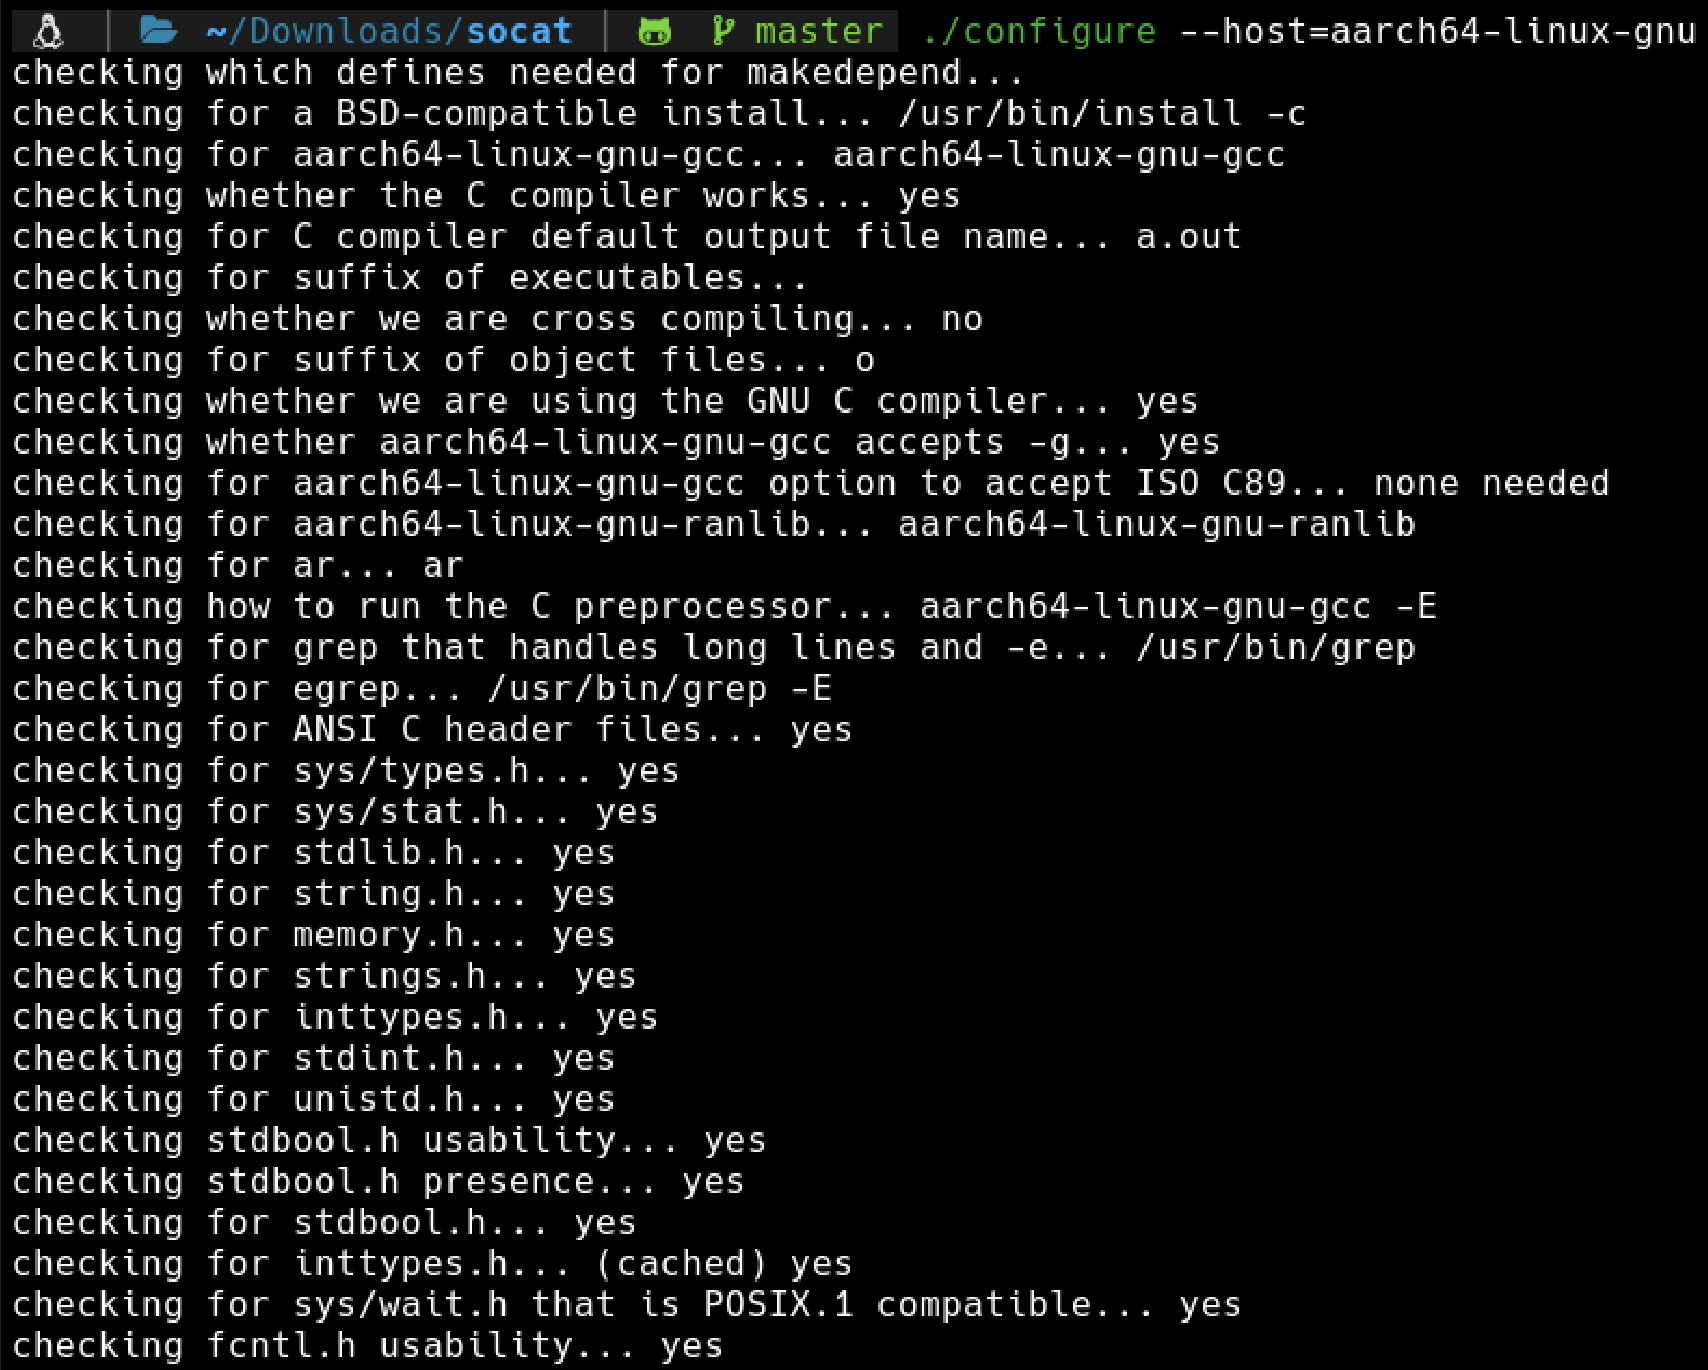 ~/Downloads/socat master ./configure --host=aarch64-linux-gnu
checking which defines needed for makedepend...
checking for a BSD-compatible install... /usr/bin/install -c
checking for aarch64-linux-gnu-gcc... aarch64-linux-gnu-gcc
checking whether the C compiler works... yes
checking for C compiler default output file name... a.out
checking for suffix of executables...
checking whether we are cross compiling... no
checking for suffix of object files... o
checking whether we are using the GNU C compiler... yes
checking whether aarch64-linux-gnu-gcc accepts -g... yes
checking for aarch64-linux-gnu-gcc option to accept ISO C89... none needed
checking for aarch64-linux-gnu-ranlib... aarch64-linux-gnu-ranlib
checking for ar... ar
checking how to run the C preprocessor... aarch64-linux-gnu-gcc -E
checking for grep that handles long lines and -e... /usr/bin/grep
checking for egrep... /usr/bin/grep -E
checking for ANSI C header files... yes
checking for sys/types.h... yes
checking for sys/stat.h... yes
checking for stdlib.h... yes
checking for string.h... yes
checking for memory.h... yes
checking for strings.h... yes
checking for inttypes.h... yes
checking for stdint.h... yes
checking for unistd.h... yes
checking stdbool.h usability... yes
checking stdbool.h presence... yes
checking for stdbool.h... yes
checking for inttypes.h... (cached) yes
checking for sys/wait.h that is POSIX.1 compatible... yes
checking fcntl.h usability... yes